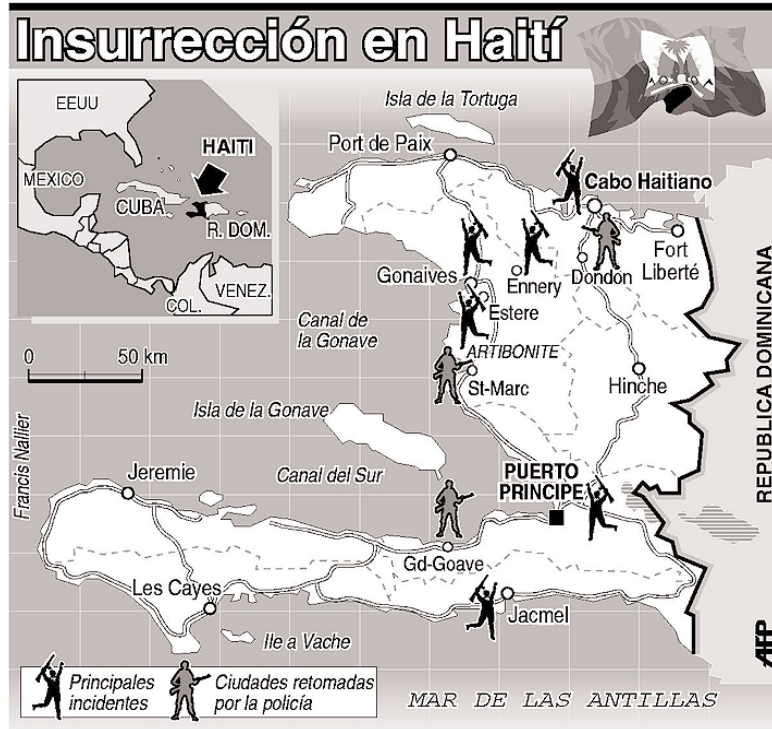 Insurrección en Haití
EEUU
MEXICO
HAITI
CUBA
R. DOM.
VENEZ.
COL.
Isla de la Tortuga
Port de Paix
Cabo Haitiano
Fort
Liberté
Gonaives
Ennery
Dondon
Estere
Canal de
la Gonave
ARTIBONITE
0 50 km
St-Marc
Hinche
Isla de la Gonave
REPUBLICA DOMINICANA
Francis Nallier
Jeremie
Canal del Sur
PUERTO
PRINCIPE
Gd-Goave
Les Cayes
Jacmel
Ile a Vache
AFP
Principales
incidentes
Ciudades retomadas
por la policía
MAR DE LAS ANTILLAS